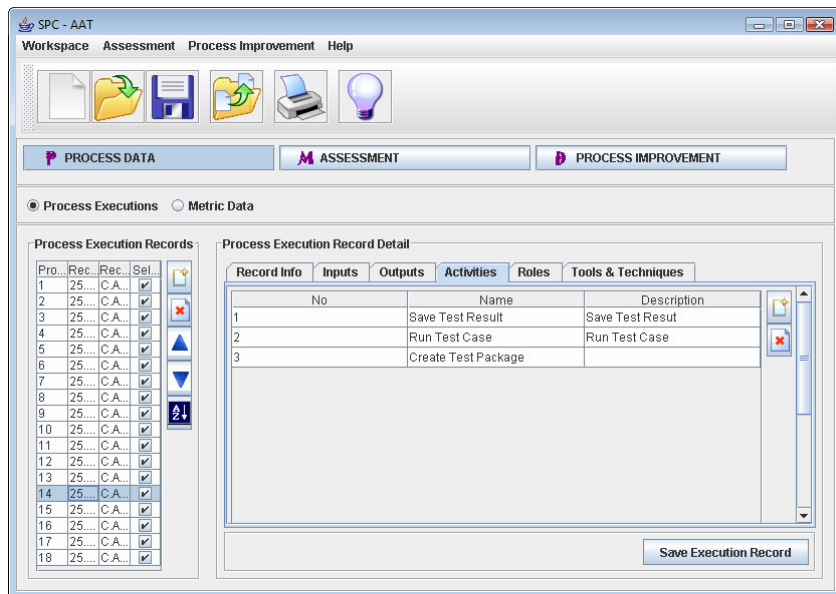 SPC - AAT
Workspace Assessment Process Improvement Help
P PROCESS DATA M ASSESSMENT D PROCESS IMPROVEMENT
Process Executions Metric Data
Process Execution Records
Pro... Rec... Rec... Sel...
1 25.... C.A...
2 25.... C.A...
3 25.... C.A...
4 25.... C.A...
5 25.... C.A...
6 25.... C.A...
7 25.... C.A...
8 25.... C.A...
9 25.... C.A...
10 25.... C.A...
11 25.... C.A...
12 25.... C.A...
13 25.... C.A...
14 25.... C.A...
15 25.... C.A...
16 25.... C.A...
17 25.... C.A...
18 25.... C.A...
A
Z
Process Execution Record Detail
Record Info Inputs Outputs Activities Roles Tools & Techniques
No Name Description
1 Save Test Result Save Test Resut
2 Run Test Case Run Test Case
3 Create Test Package
Save Execution Record